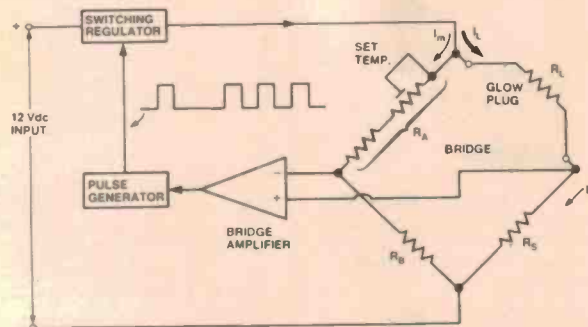 SWITCHING
REGULATOR
+
12 Vdc
INPUT
PULSE
GENERATOR
BRIDGE
AMPLIFIER
−
+
SET
TEMP.
Im
IL
RL
GLOW
PLUG
RA
BRIDGE
RB
RS